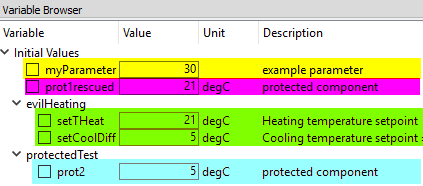 Variable Browser
Variable Value Unit Description
Initial Values
myParameter 30 example parameter
prot1rescued 21 degC protected component
evilHeating
setTHeat 21 degC Heating temperature setpoint
setCoolDiff 5 degC Cooling temperature setpoint =
protectedTest
prot2 5 degC protected component